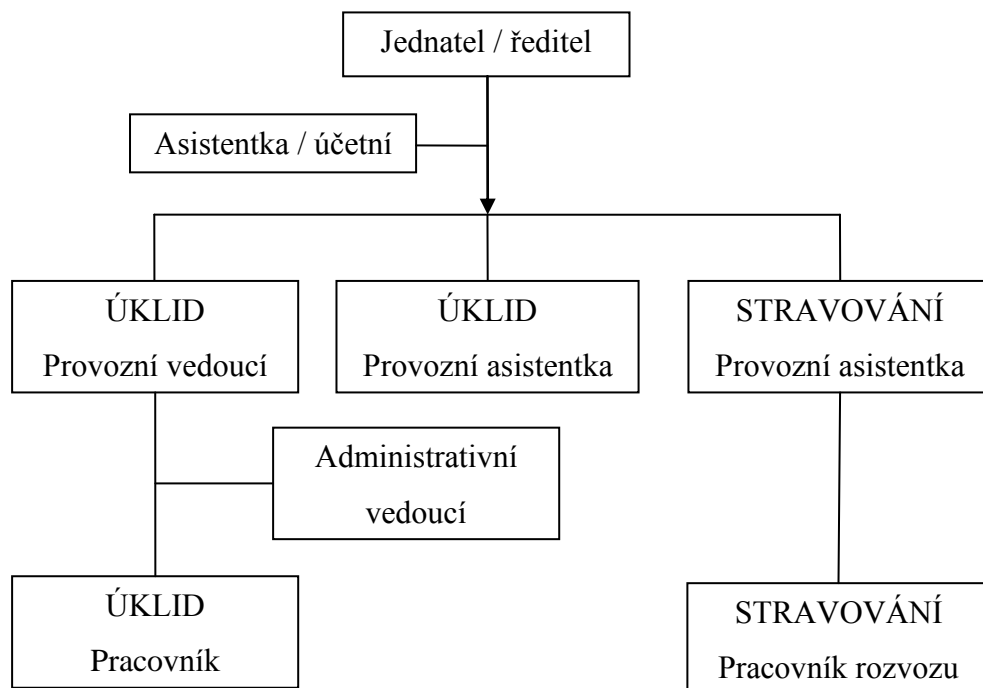 Jednatel / ředitel
Asistentka / účetní
ÚKLID
Provozní vedoucí
ÚKLID
Provozní asistentka
STRAVOVÁNÍ
Provozní asistentka
Administrativní
vedoucí
ÚKLID
Pracovník
STRAVOVÁNÍ
Pracovník rozvozu